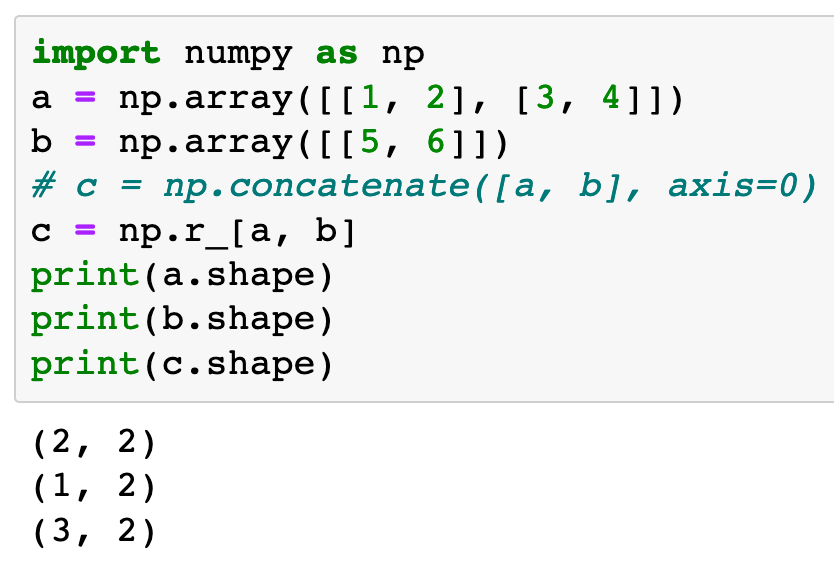 import numpy as np
a = np.array([[1, 2], [3, 4]])
b = np.array([[5, 6]])
# c = np.concatenate([a, b], axis=0)
c = np.r_[a, b]
print(a.shape)
print(b.shape)
print(c.shape)
(2, 2)
(1, 2)
(3, 2)